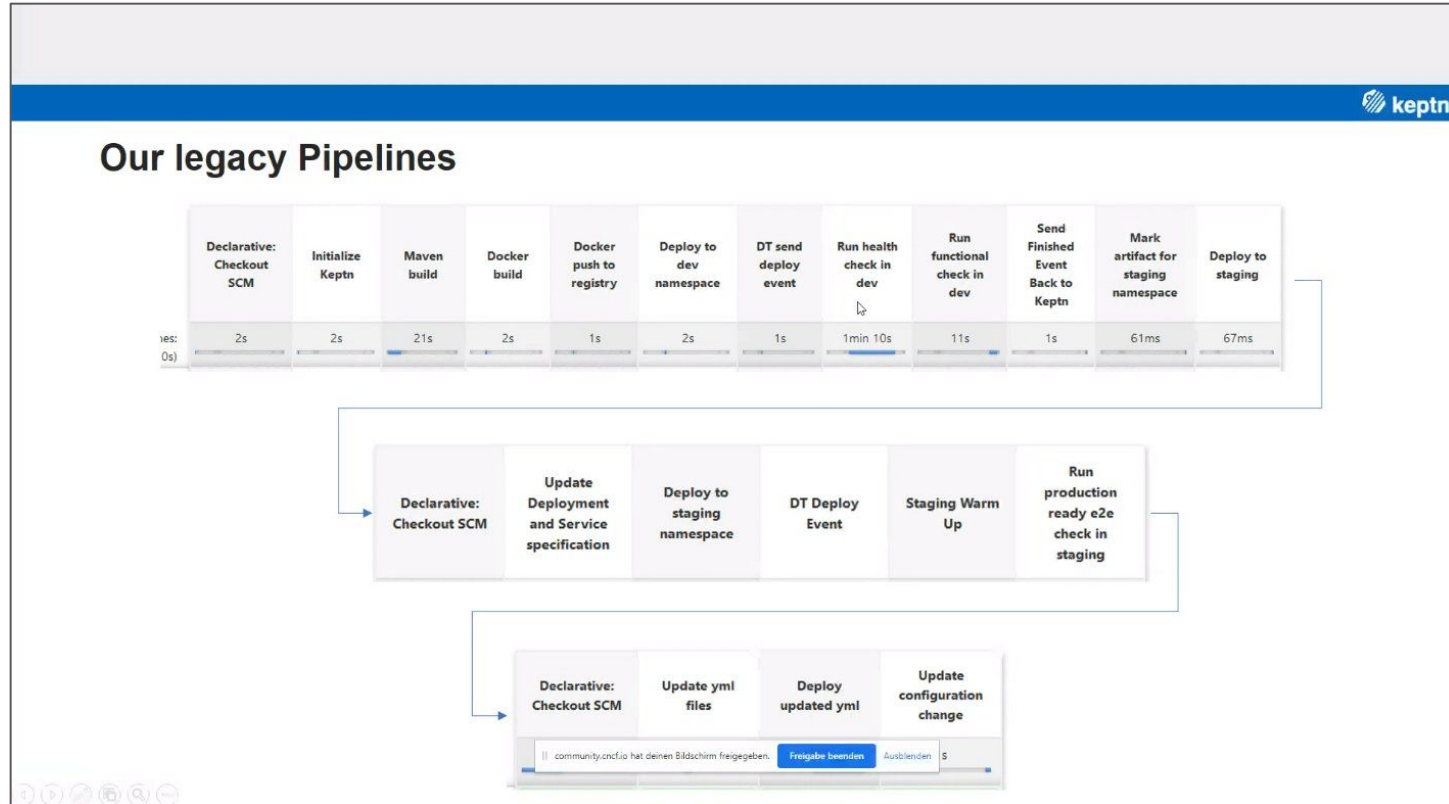 keptn
Our legacy Pipelines
Declarative:
Checkout
SCM
Initialize
Keptn
Maven
build
Docker
build
Docker
push to
registry
Deploy to
dev
namespace
DT send
deploy
event
Run health
check in
dev
Run
functional
check in
dev
Send
Finished
Event
Back to
Keptn
Mark
artifact for
staging
namespace
Deploy to
staging
2s
2s
21s
2s
1s
2s
1s
1min 10s
11s
1s
61ms
67ms
0s)
Declarative:
Checkout SCM
Update
Deployment
and Service
specification
Deploy to
staging
namespace
DT Deploy
Event
Staging Warm
Up
Run
production
ready e2e
check in
staging
Declarative:
Checkout SCM
Update yml
files
Deploy
updated yml
Update
configuration
change
community.cncf.io hat deinen Bildschirm freigegeben.
Freigabe beenden
Ausblenden
s